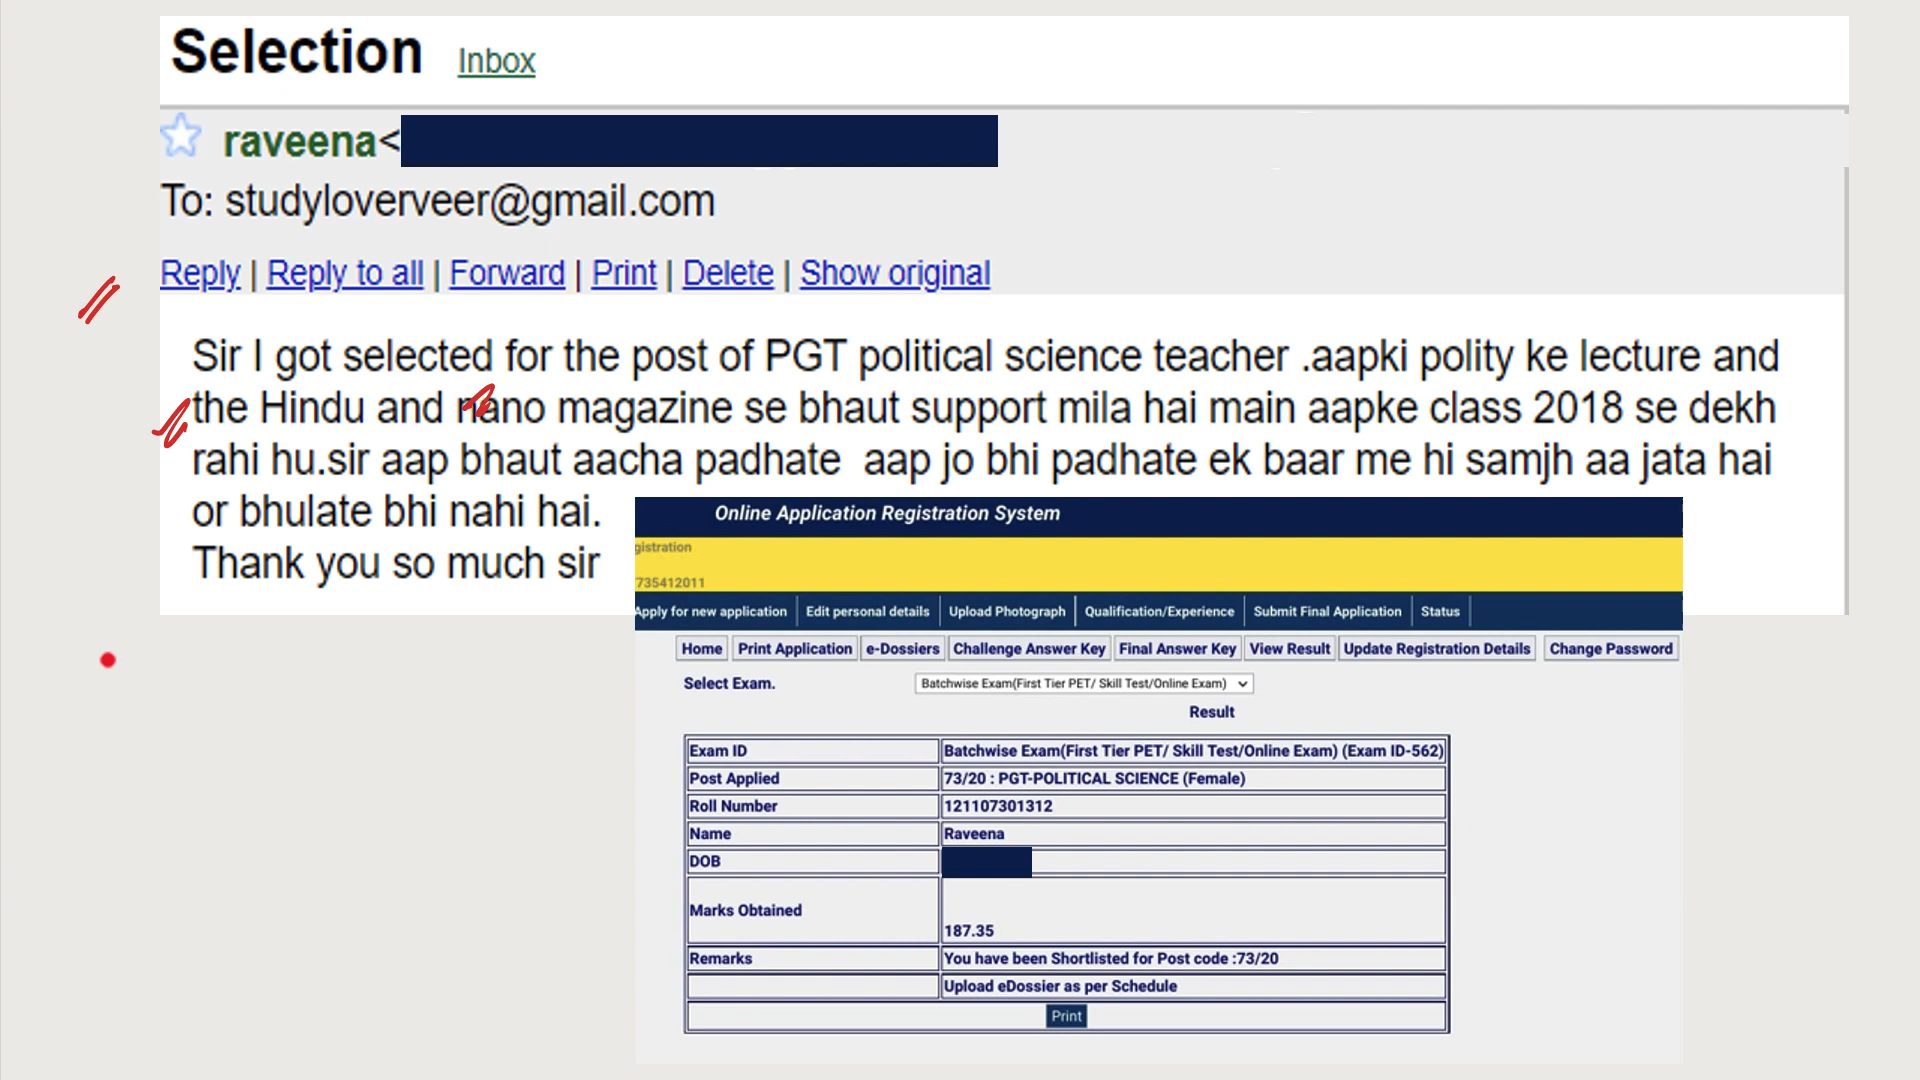 Selection Inbox
raveena<
To: studyloverveer@gmail.com
Reply | Reply to all | Forward | Print | Delete | Show original
Sir I got selected for the post of PGT political science teacher .aapki polity ke lecture and
the Hindu and nano magazine se bhaut support mila hai main aapke class 2018 se dekh
rahi hu.sir aap bhaut aacha padhate aap jo bhi padhate ek baar me hi samjh aa jata hai
or bhulate bhi nahi hai.
Thank you so much sir
Online Application Registration System
gistration
735412011
Apply for new application Edit personal details Upload Photograph Qualification/Experience Submit Final Application Status
Home Print Application e-Dossiers Challenge Answer Key Final Answer Key View Result Update Registration Details Change Password
Select Exam. Batchwise Exam(First Tier PET/ Skill Test/Online Exam)
Result
Exam ID Batchwise Exam(First Tier PET/ Skill Test/Online Exam) (Exam ID-562)
Post Applied 73/20 : PGT-POLITICAL SCIENCE (Female)
Roll Number 121107301312
Name Raveena
DOB
Marks Obtained 187.35
Remarks You have been Shortlisted for Post code :73/20
Upload eDossier as per Schedule
Print